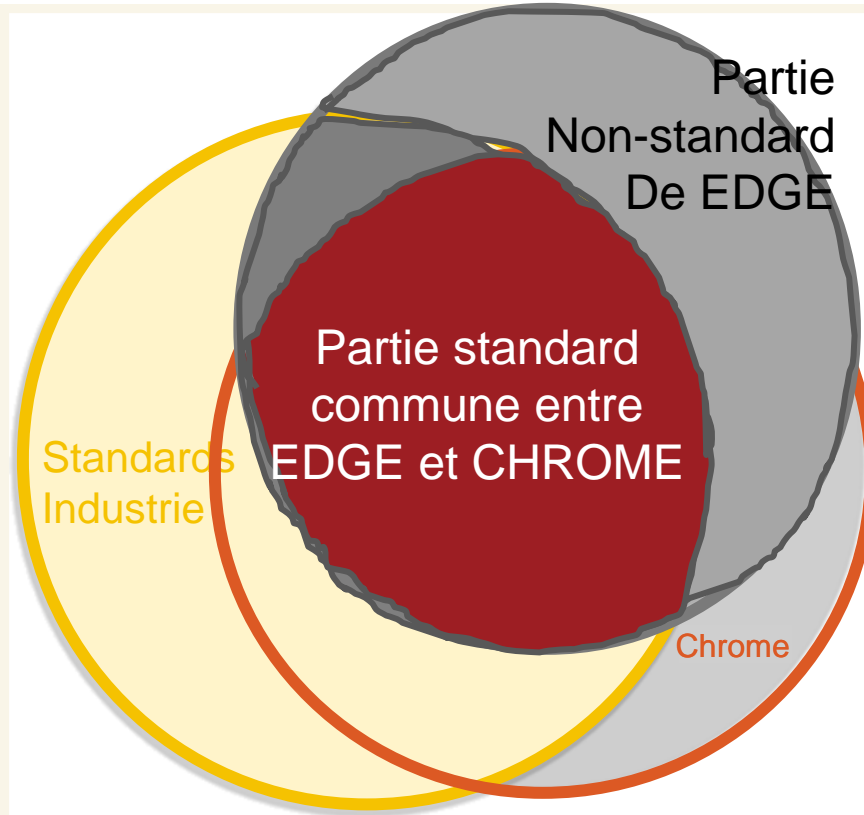 Partie
Non-standard
De EDGE
Partie standard
commune entre
EDGE et CHROME
Standards
Industrie
Chrome